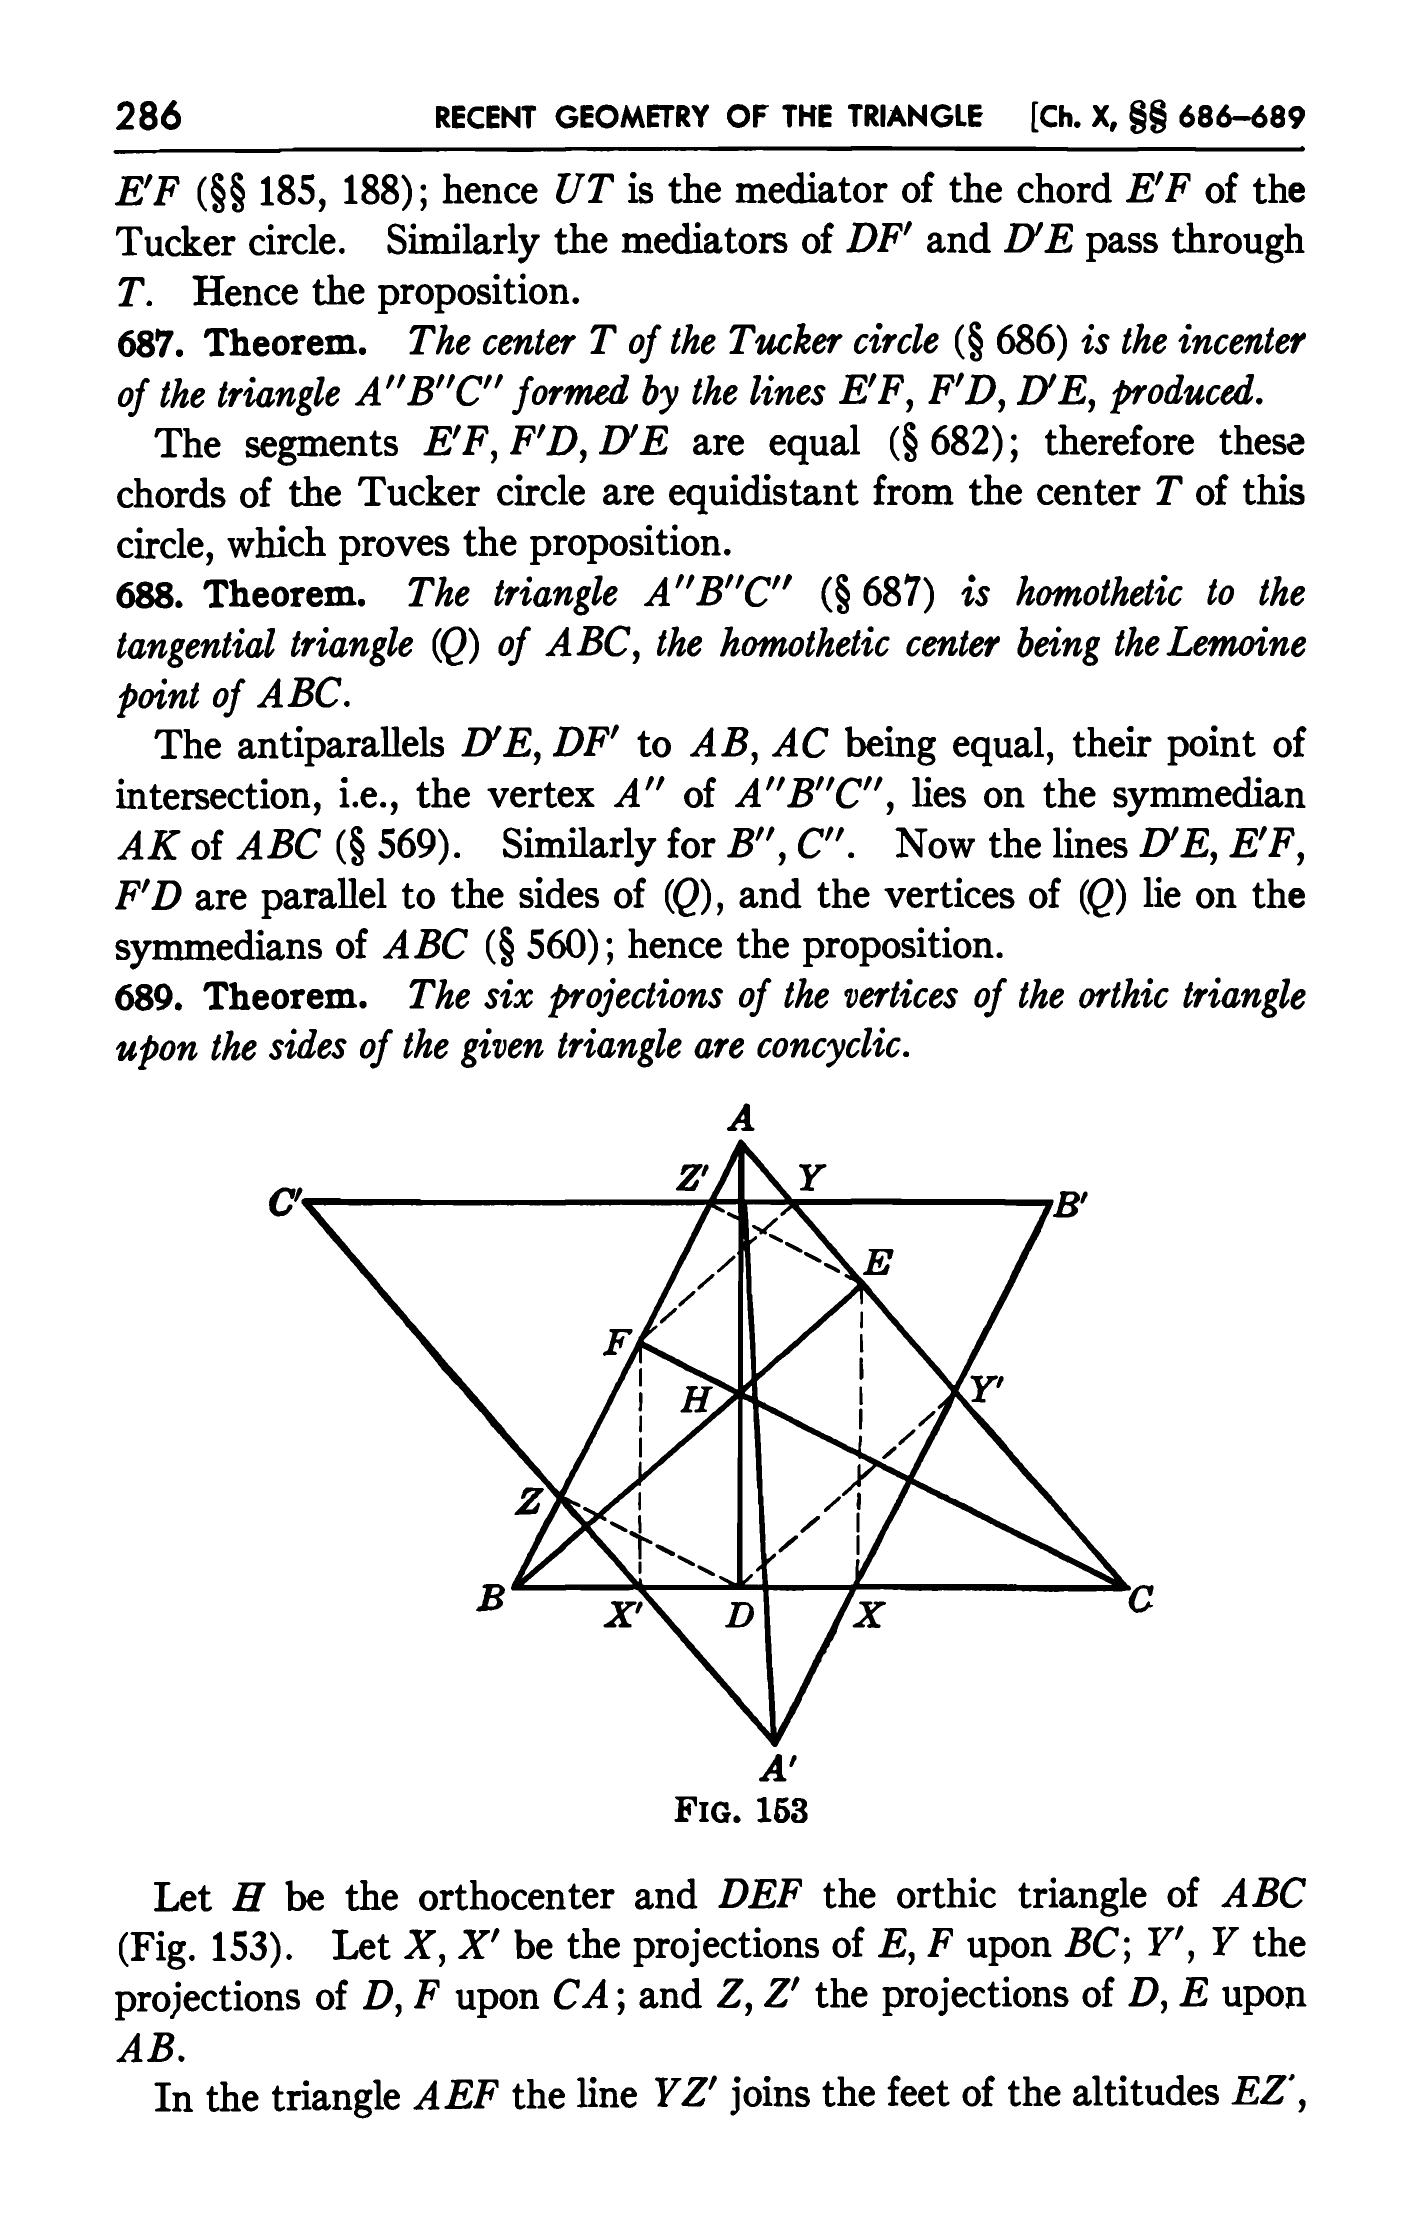 286 RECENT GEOMETRY OF THE TRIANGLE [Ch. X, §§ 686–689
E'F (§§ 185, 188); hence UT is the mediator of the chord E'F of the
Tucker circle. Similarly the mediators of DF' and D'E pass through
T. Hence the proposition.
687. Theorem. The center T of the Tucker circle (§ 686) is the incenter
of the triangle A''B''C'' formed by the lines E'F, F'D, D'E, produced.
The segments E'F, F'D, D'E are equal (§ 682); therefore these
chords of the Tucker circle are equidistant from the center T of this
circle, which proves the proposition.
688. Theorem. The triangle A''B''C'' (§ 687) is homothetic to the
tangential triangle (Q) of ABC, the homothetic center being the Lemoine
point of ABC.
The antiparallels D'E, DF' to AB, AC being equal, their point of
intersection, i.e., the vertex A'' of A''B''C'', lies on the symmedian
AK of ABC (§ 569). Similarly for B'', C''. Now the lines D'E, E'F,
F'D are parallel to the sides of (Q), and the vertices of (Q) lie on the
symmedians of ABC (§ 560); hence the proposition.
689. Theorem. The six projections of the vertices of the orthic triangle
upon the sides of the given triangle are concyclic.
A
Z' Y
C' B'
E
F
H Y'
Z
B X' D X C
A'
FIG. 153
Let H be the orthocenter and DEF the orthic triangle of ABC
(Fig. 153). Let X, X' be the projections of E, F upon BC; Y', Y the
projections of D, F upon CA; and Z, Z' the projections of D, E upon
AB.
In the triangle AEF the line YZ' joins the feet of the altitudes EZ',